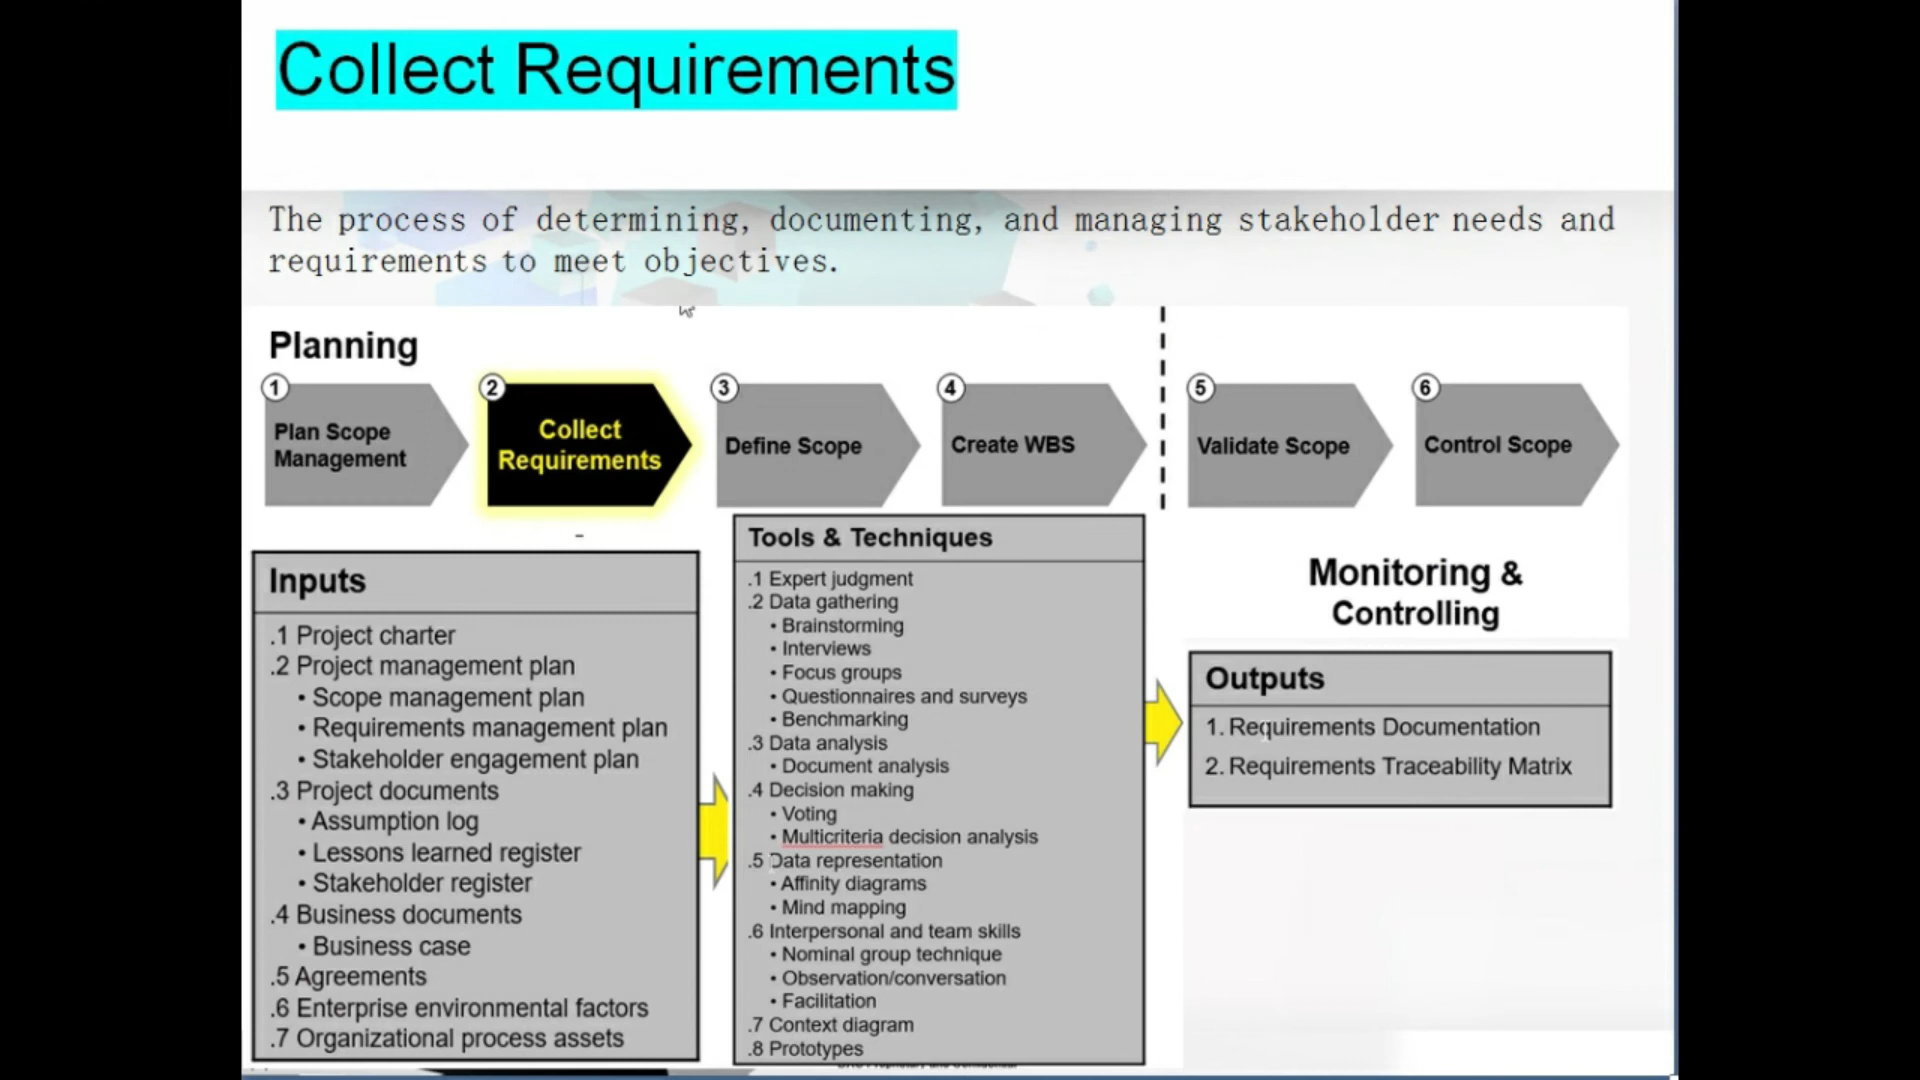 Collect Requirements
The process of determining, documenting, and managing stakeholder needs and
requirements to meet objectives.
Planning
1
Plan Scope
Management
2
Collect
Requirements
3
Define Scope
4
Create WBS
5
Validate Scope
6
Control Scope
Monitoring &
Controlling
Inputs
.1 Project charter
.2 Project management plan
• Scope management plan
• Requirements management plan
• Stakeholder engagement plan
.3 Project documents
• Assumption log
• Lessons learned register
• Stakeholder register
.4 Business documents
• Business case
.5 Agreements
.6 Enterprise environmental factors
.7 Organizational process assets
Tools & Techniques
.1 Expert judgment
.2 Data gathering
• Brainstorming
• Interviews
• Focus groups
• Questionnaires and surveys
• Benchmarking
.3 Data analysis
• Document analysis
.4 Decision making
• Voting
• Multicriteria decision analysis
.5 Data representation
• Affinity diagrams
• Mind mapping
.6 Interpersonal and team skills
• Nominal group technique
• Observation/conversation
• Facilitation
.7 Context diagram
.8 Prototypes
Outputs
1. Requirements Documentation
2. Requirements Traceability Matrix